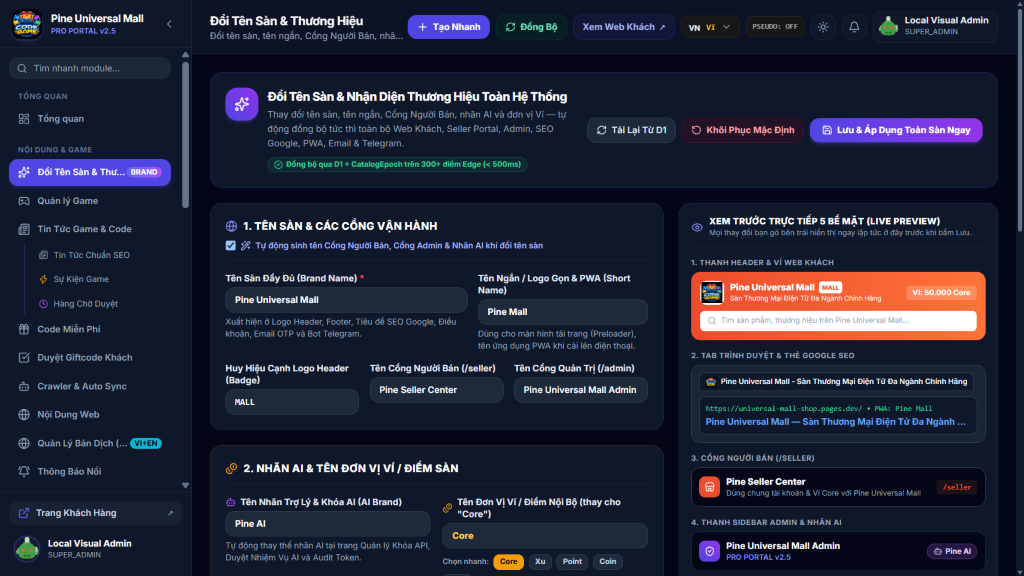 Pine Universal Mall
PRO PORTAL v2.5
Tìm nhanh module...
TỔNG QUAN
Tổng quan
NỘI DUNG & GAME
Đổi Tên Sàn & Thư... BRAND
Quản lý Game
Tin Tức Game & Code
Tin Tức Chuẩn SEO
Sự Kiện Game
Hàng Chờ Duyệt
Code Miễn Phí
Duyệt Giftcode Khách
Crawler & Auto Sync
Nội Dung Web
Quản Lý Bản Dịch (... VI+EN
Thông Báo Nổi
Trang Khách Hàng ↗
Local Visual Admin
SUPER_ADMIN
Đổi Tên Sàn & Thương Hiệu
Đổi tên sàn, tên ngắn, Cổng Người Bán, nhã...
+ Tạo Nhanh
Đồng Bộ
Xem Web Khách ↗
VN VI
PSEUDO: OFF
Local Visual Admin
SUPER_ADMIN
Đổi Tên Sàn & Nhận Diện Thương Hiệu Toàn Hệ Thống
Thay đổi tên sàn, tên ngắn, Cổng Người Bán, nhãn AI và đơn vị Ví — tự
động đồng bộ tức thì toàn bộ Web Khách, Seller Portal, Admin, SEO
Google, PWA, Email & Telegram.
Đồng bộ qua D1 + CatalogEpoch trên 300+ điểm Edge (< 500ms)
Tải Lại Từ D1
Khôi Phục Mặc Định
Lưu & Áp Dụng Toàn Sàn Ngay
1. TÊN SÀN & CÁC CỔNG VẬN HÀNH
Tự động sinh tên Cổng Người Bán, Cổng Admin & Nhãn AI khi đổi tên sàn
Tên Sàn Đầy Đủ (Brand Name) *
Pine Universal Mall
Xuất hiện ở Logo Header, Footer, Tiêu đề SEO Google, Điều
khoản, Email OTP và Bot Telegram.
Tên Ngắn / Logo Gọn & PWA (Short
Name)
Pine Mall
Dùng cho màn hình tải trang (Preloader),
tên ứng dụng PWA khi cài lên điện thoại.
Huy Hiệu Cạnh Logo Header
(Badge)
MALL
Tên Cổng Người Bán (/seller)
Pine Seller Center
Tên Cổng Quản Trị (/admin)
Pine Universal Mall Admin
2. NHÃN AI & TÊN ĐƠN VỊ VÍ / ĐIỂM SÀN
Tên Nhãn Trợ Lý & Khóa AI (AI Brand)
Pine AI
Tự động thay thế nhãn AI tại trang Quản lý Khóa API,
Duyệt Nhiệm Vụ AI và Audit Token.
Tên Đơn Vị Ví / Điểm Nội Bộ (thay cho
"Core")
Core
Chọn nhanh: Core Xu Point Coin
XEM TRƯỚC TRỰC TIẾP 5 BỀ MẶT (LIVE PREVIEW)
Mọi thay đổi bạn gõ bên trái hiển thị ngay lập tức ở đây trước khi bấm Lưu.
1. THANH HEADER & VÍ WEB KHÁCH
Pine Universal Mall MALL
Sàn Thương Mại Điện Tử Đa Ngành Chính Hãng
Ví: 50.000 Core
Tìm sản phẩm, thương hiệu trên Pine Universal Mall...
2. TAB TRÌNH DUYỆT & THẺ GOOGLE SEO
Pine Universal Mall - Sàn Thương Mại Điện Tử Đa Ngành Chính Hãng
https://universal-mall-shop.pages.dev/ • PWA: Pine Mall
Pine Universal Mall — Sàn Thương Mại Điện Tử Đa Ngành ...
3. CỔNG NGƯỜI BÁN (/SELLER)
Pine Seller Center
Dùng chung tài khoản & Ví Core với Pine Universal Mall
/seller
4. THANH SIDEBAR ADMIN & NHÃN AI
Pine Universal Mall Admin
PRO PORTAL v2.5
Pine AI